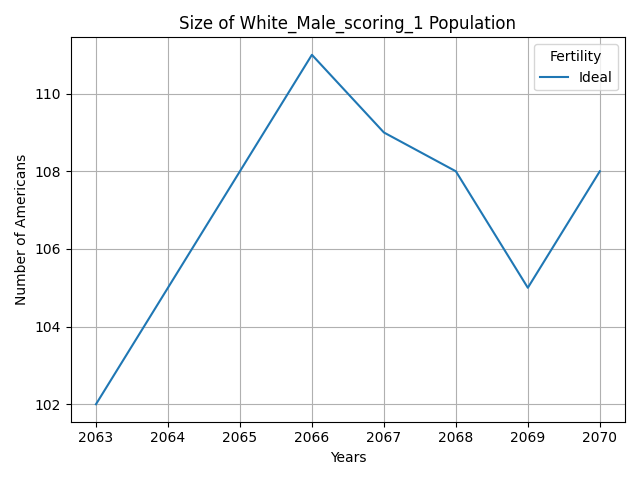 Size of White_Male_scoring_1 Population
Fertility
Ideal
Number of Americans
110
108
106
104
102
2063 2064 2065 2066 2067 2068 2069 2070
Years